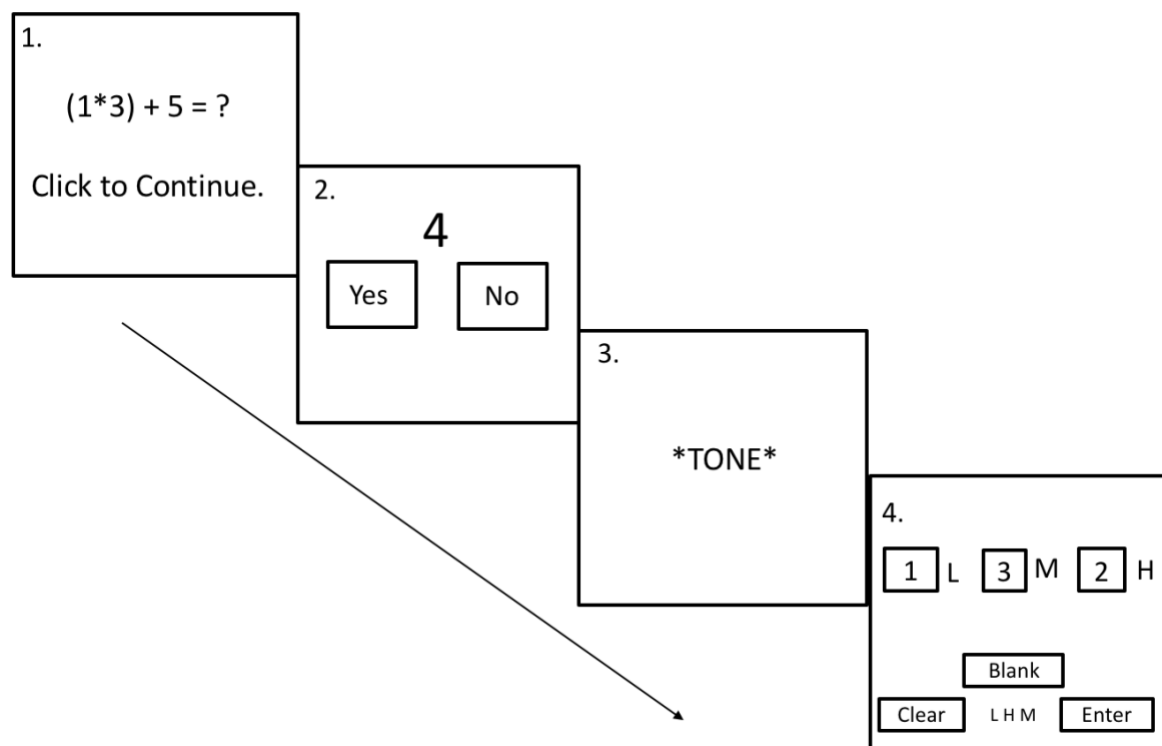 1.
(1*3) + 5 = ?
Click to Continue.
2.
4
Yes No
3.
*TONE*
4.
1 L 3 M 2 H
Blank
Clear L H M Enter